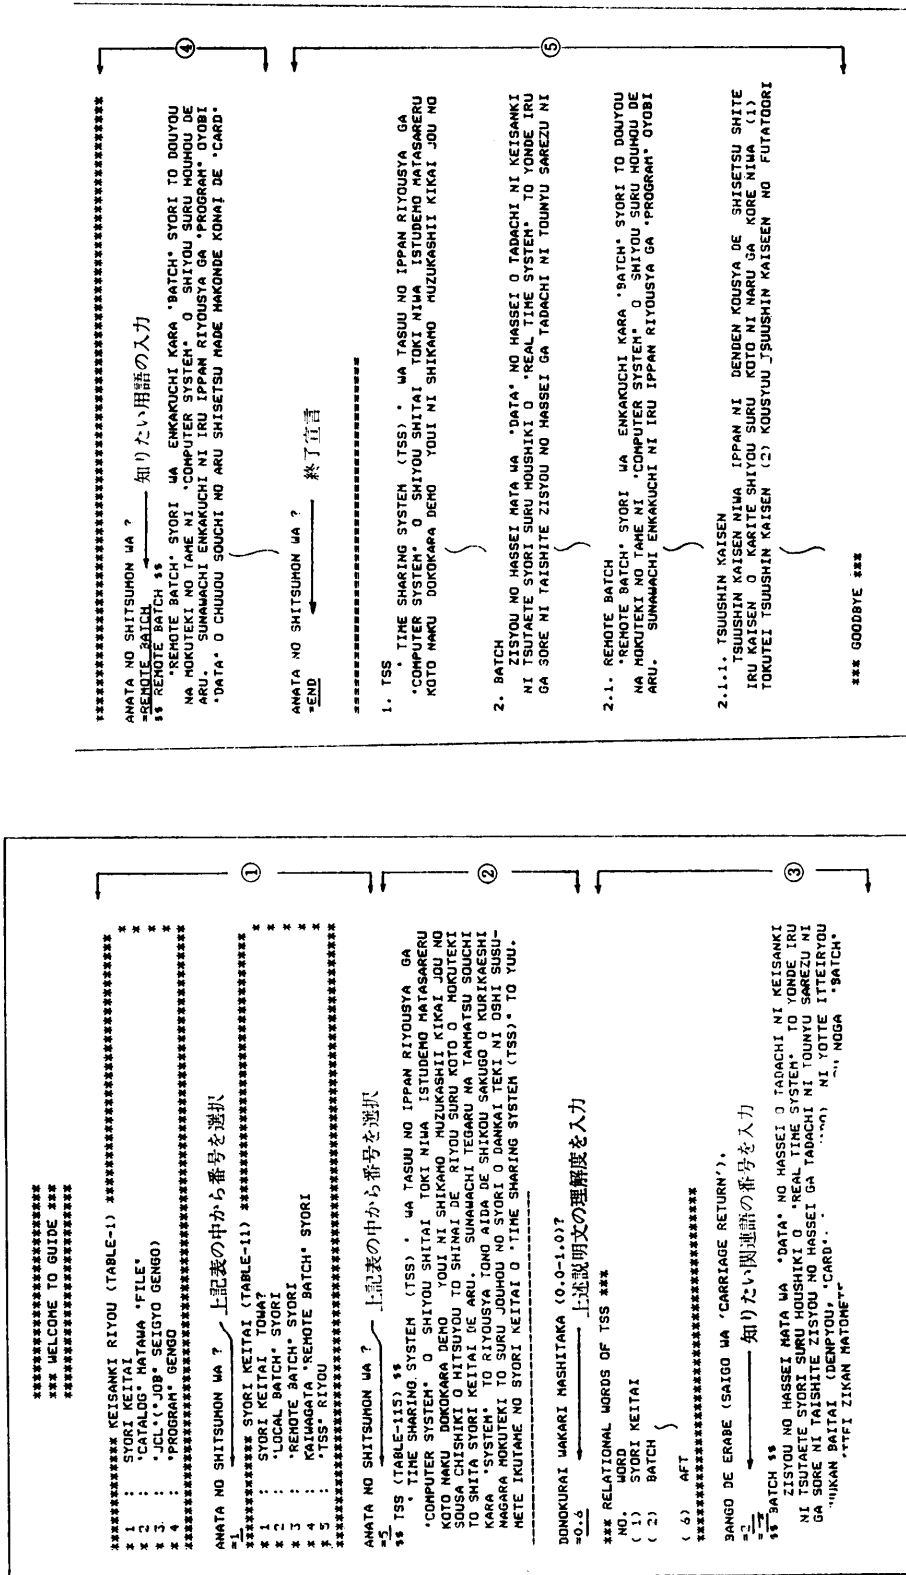 ***********************
*** WELCOME TO GUIDE ***
***********************
********** KEISANKI RIYOU (TABLE-1) **********************
* 1 : SYORI KEITAI *
* 2 : 'CATALOG' MATAWA 'FILE' *
* 3 : 'JCL'('JOB' SEIGYO GENGO) *
* 4 : 'PROGRAM' GENGO *
**********************************************************
ANATA NO SHITSUMON WA ? 上記表の中から番号を選択
=1
********** SYORI KEITAI (TABLE-11) **********************
* 1 : SYORI KEITAI TOWA? *
* 2 : 'LOCAL BATCH' SYORI *
* 3 : 'REMOTE BATCH' SYORI *
* 4 : KAIWAGATA 'REMOTE BATCH' SYORI *
* 5 : 'TSS' RIYOU *
**********************************************************
ANATA NO SHITSUMON WA ? 上記表の中から番号を選択
=5
$$ TSS (TABLE-115) $$
' TIME SHARING SYSTEM (TSS) ' WA TASUU NO IPPAN RIYOUSYA GA
'COMPUTER SYSTEM' O SHIYOU SHITAI TOKI NIWA ISTUDEMO MATASARERU
KOTO NAKU DOKOKARA DEMO YOUI NI SHIKAMO MUZUKASHII KIKAI JOU NO
SOUSA CHISHIKI O HITSUYOU TO SHINAI DE RIYOU SURU KOTO O MOKUTEKI
TO SHITA SYORI KEITAI DE ARU. SUNAWACHI TEGARU NA TAMMATSU SOUCHI
KARA 'SYSTEM' TO RIYOUSYA TONO AIDA DE SHIKOU SAKUGO O KURIKAESHI
NAGARA MOKUTEKI TO SURU JOUHOU NO SYORI O DANKAI TEKI NI OSHI SUSU-
METE IKUTAME NO SYORI KEITAI O 'TIME SHARING SYSTEM (TSS)' TO YUU.
----------------------------------------------------------
DONOKURAI WAKARI MASHITAKA (0.0-1.0)?
=0.6 上述説明文の理解度を入力
*** RELATIONAL WORDS OF TSS ***
NO. WORD
( 1) SYORI KEITAI
( 2) BATCH
( 6) AFT
*******************************
BANGO DE ERABE (SAIGO WA 'CARRIAGE RETURN').
=2 知りたい関連語の番号を入力
=
$$ BATCH $$
ZISYOU NO HASSEI MATA WA 'DATA' NO HASSEI O TADACHI NI KEISANKI
NI TSUTAETE SYORI SURU HOUSHIKI O 'REAL TIME SYSTEM' TO YONDE IRU
GA SORE NI TAISHITE ZISYOU NO HASSEI GA TADACHI NI TOUNYU SAREZU NI
BAITAI (DENPYOU, 'CARD'. NI YOTTE ITTEIRYOU
ZIKAN MATOMETE NOGA 'BATCH'
①
②
③
**********************************************************
ANATA NO SHITSUMON WA ?
=REMOTE BATCH 知りたい用語の入力
$$ REMOTE BATCH $$
'REMOTE BATCH' SYORI WA ENKAKUCHI KARA 'BATCH' SYORI TO DOUYOU
NA MOKUTEKI NO TAME NI 'COMPUTER SYSTEM' O SHIYOU SURU HOUHOU DE
ARU. SUNAWACHI ENKAKUCHI NI IRU IPPAN RIYOUSYA GA 'PROGRAM' OYOBI
'DATA' O CHUUOU SOUCHI NO ARU SHISETSU MADE HAKONDE KONAI DE 'CARD'
④
ANATA NO SHITSUMON WA ?
=END 終了宣言
==============================
1. TSS
' TIME SHARING SYSTEM (TSS) ' WA TASUU NO IPPAN RIYOUSYA GA
'COMPUTER SYSTEM' O SHIYOU SHITAI TOKI NIWA ISTUDEMO MATASARERU
KOTO NAKU DOKOKARA DEMO YOUI NI SHIKAMO MUZUKASHII KIKAI JOU NO
2. BATCH
ZISYOU NO HASSEI MATA WA 'DATA' NO HASSEI O TADACHI NI KEISANKI
NI TSUTAETE SYORI SURU HOUSHIKI O 'REAL TIME SYSTEM' TO YONDE IRU
GA SORE NI TAISHITE ZISYOU NO HASSEI GA TADACHI NI TOUNYU SAREZU NI
2.1. REMOTE BATCH
'REMOTE BATCH' SYORI WA ENKAKUCHI KARA 'BATCH' SYORI TO DOUYOU
NA MOKUTEKI NO TAME NI 'COMPUTER SYSTEM' O SHIYOU SURU HOUHOU DE
ARU. SUNAWACHI ENKAKUCHI NI IRU IPPAN RIYOUSYA GA 'PROGRAM' OYOBI
2.1.1. TSUUSHIN KAISEN
TSUUSHIN KAISEN NIWA IPPAN NI DENDEN KOUSYA DE SHISETSU SHITE
IRU KAISEN O KARITE SHIYOU SURU KOTO NI NARU GA KORE NIWA (1)
TOKUTEI TSUUSHIN KAISEN (2) KOUSYUU TSUUSHIN KAISEEN NO FUTATOORI
*** GOODBYE ***
⑤